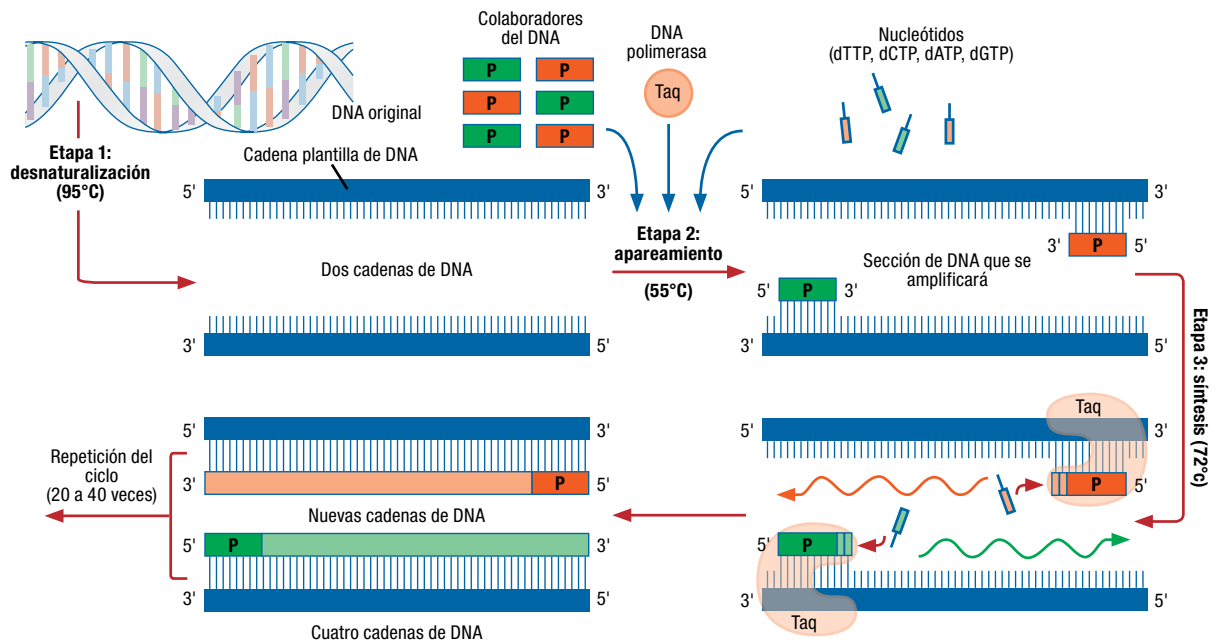 Colaboradores
del DNA
P P
P P
P P
DNA
polimerasa
Taq
Nucleótidos
(dTTP, dCTP, dATP, dGTP)
DNA original
Etapa 1:
desnaturalización
(95°C)
Cadena plantilla de DNA
5' 3'
Dos cadenas de DNA
3' 5'
Etapa 2:
apareamiento
(55°C)
5' 3'
3' P 5'
Sección de DNA que se
amplificará
5' P 3'
3' 5'
Etapa 3: síntesis (72°c)
5' Taq 3'
P 5'
5' P
3' Taq 5'
5' 3'
3' P 5'
Nuevas cadenas de DNA
5' P 3'
3' 5'
Cuatro cadenas de DNA
Repetición del
ciclo
(20 a 40 veces)